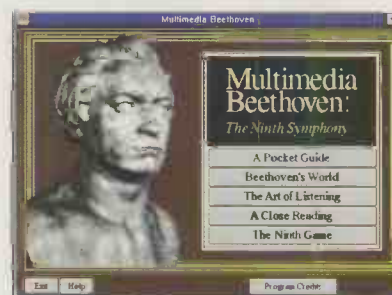 Multimedia Beethoven
Multimedia
Beethoven:
The Ninth Symphony
A Pocket Guide
Beethoven's World
The Art of Listening
A Close Reading
The Ninth Game
Exit
Help
Program Credits